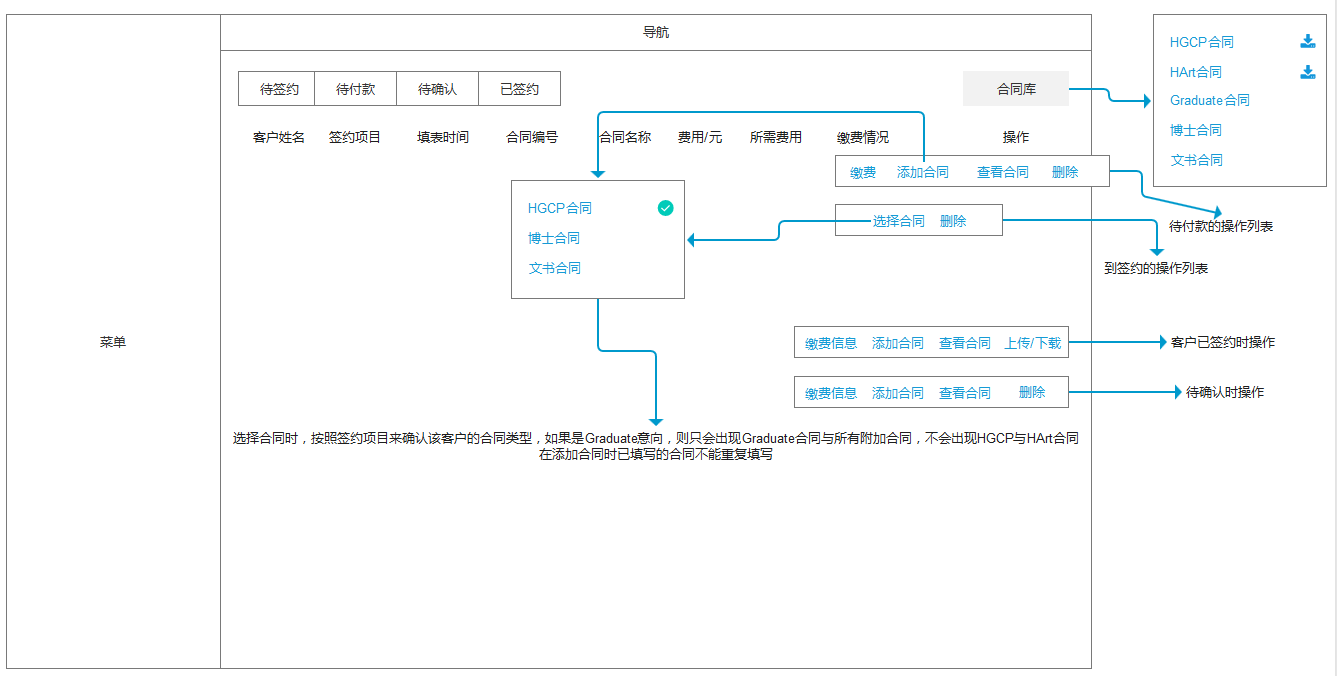 导航
HGCP合同
HArt合同
Graduate合同
博士合同
文书合同
待签约 待付款 待确认 已签约 合同库
客户姓名 签约项目 填表时间 合同编号 合同名称 费用/元 所需费用 缴费情况 操作
缴费 添加合同 查看合同 删除
HGCP合同
博士合同
文书合同
选择合同 删除
待付款的操作列表
到签约的操作列表
菜单
缴费信息 添加合同 查看合同 上传/下载
客户已签约时操作
缴费信息 添加合同 查看合同 删除
待确认时操作
选择合同时，按照签约项目来确认该客户的合同类型，如果是Graduate意向，则只会出现Graduate合同与所有附加合同，不会出现HGCP与HArt合同
在添加合同时已填写的合同不能重复填写